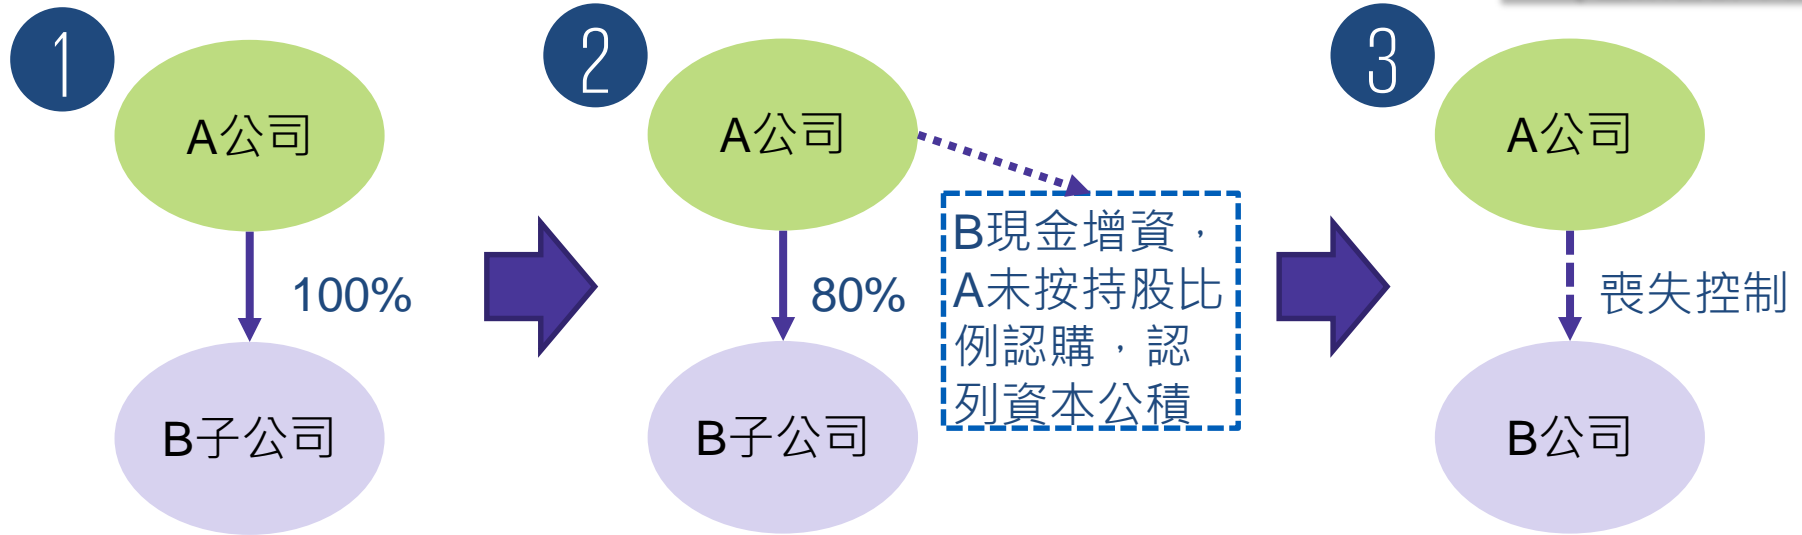 1
A公司
100%
B子公司
2
A公司
80%
B子公司
B現金增資，
A未按持股比
例認購，認
列資本公積
3
A公司
喪失控制
B公司